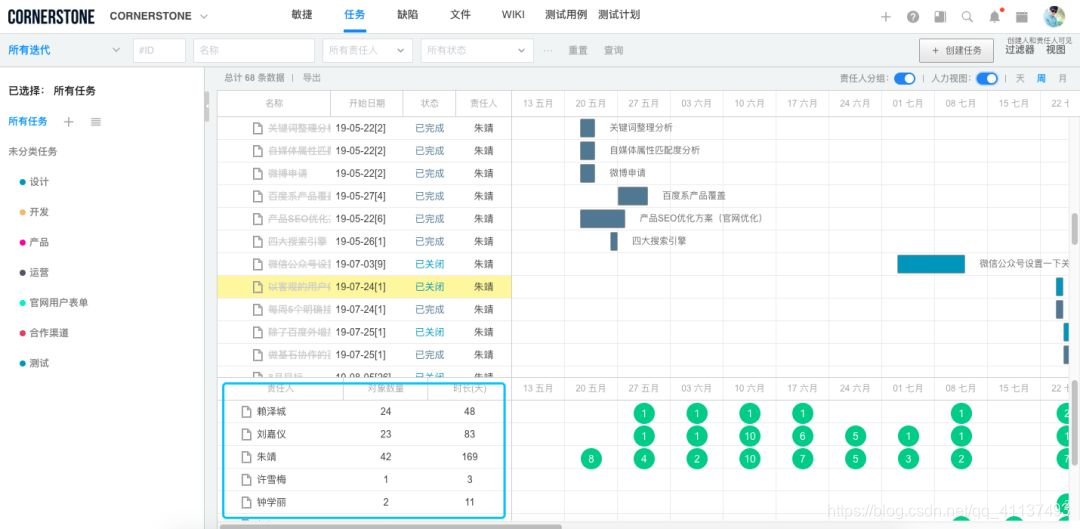 CORNERSTONE CORNERSTONE 敏捷 任务 缺陷 文件 WIKI 测试用例 测试计划
所有迭代 #ID 名称 所有责任人 所有状态 ··· 重置 查询 + 创建任务 过滤器 视图
创建人和责任人可见
已选择: 所有任务
所有任务
未分类任务
设计
开发
产品
运营
官网用户表单
合作渠道
测试
总计 68 条数据 | 导出 责任人分组: | 人力视图: | 天 周 月
名称 开始日期 状态 责任人 13 五月 20 五月 27 五月 03 六月 10 六月 17 六月 24 六月 01 七月 08 七月 15 七月 22 七
关键词整理分析 19-05-22[2] 已完成 朱靖 关键词整理分析
自媒体属性匹配 19-05-22[2] 已完成 朱靖 自媒体属性匹配度分析
微博申请 19-05-22[2] 已完成 朱靖 微博申请
百度系产品覆盖 19-05-27[4] 已完成 朱靖 百度系产品覆盖
产品SEO优化方 19-05-22[6] 已完成 朱靖 产品SEO优化方案（官网优化）
四大搜索引擎 19-05-26[1] 已完成 朱靖 四大搜索引擎
微信公众号设置 19-07-03[9] 已关闭 朱靖 微信公众号设置一下关
以客观的用户 19-07-24[1] 已关闭 朱靖
每周5个明确 19-07-24[1] 已完成 朱靖
除了百度外增 19-07-25[1] 已关闭 朱靖
做基石协作的 19-07-25[1] 已完成 朱靖
19-08-05[26] 已关闭 朱靖
责任人 对象数量 时长(天) 13 五月 20 五月 27 五月 03 六月 10 六月 17 六月 24 六月 01 七月 08 七月 15 七月 22 七
赖泽城 24 48 1 1 1 1 1 2
刘嘉仪 23 83 1 1 10 6 5 1 1 1
朱靖 42 169 8 4 2 10 7 5 3 2 7
许雪梅 1 3
钟学丽 2 11
https://blog.csdn.net/qq_41137493